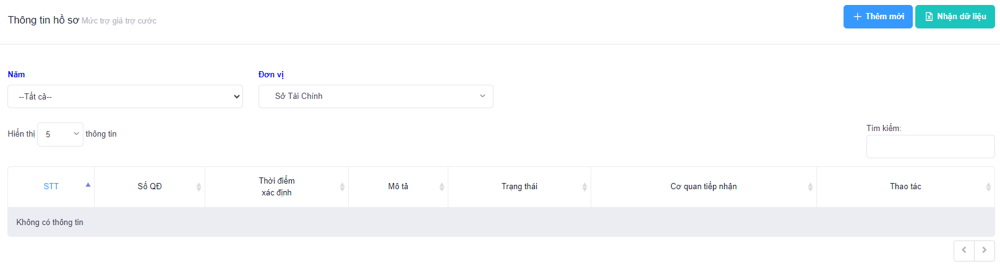 Thông tin hồ sơ Mức trợ giá trợ cước
Thêm mới
Nhận dữ liệu
Năm
Đơn vị
--Tất cả--
Sở Tài Chính
Hiển thị 5 thông tin
Tìm kiếm:
STT
Số QĐ
Thời điểm
xác định
Mô tả
Trạng thái
Cơ quan tiếp nhận
Thao tác
Không có thông tin